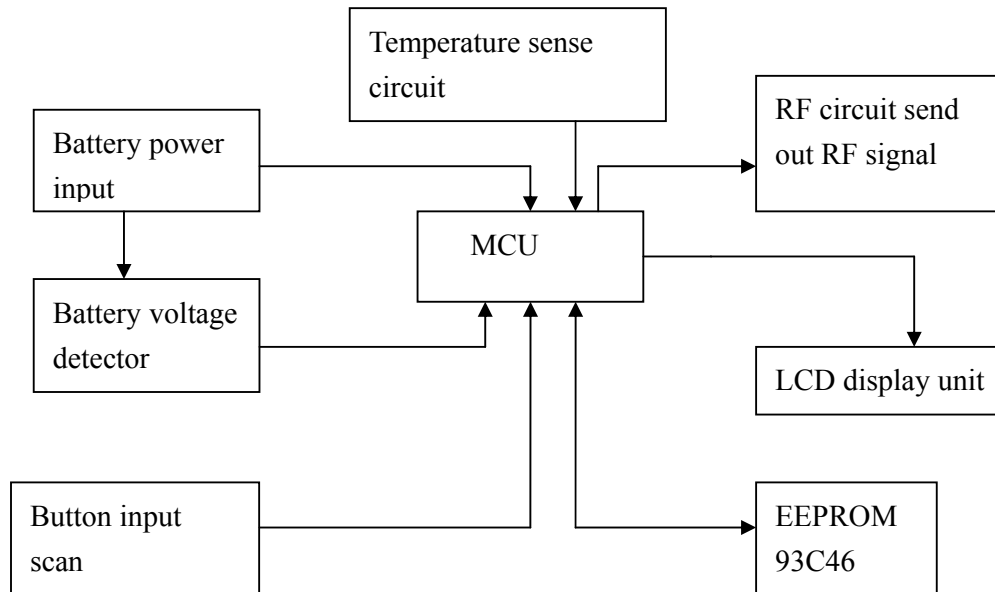 Temperature sense
circuit
RF circuit send
out RF signal
Battery power
input
MCU
Battery voltage
detector
LCD display unit
Button input
scan
EEPROM
93C46